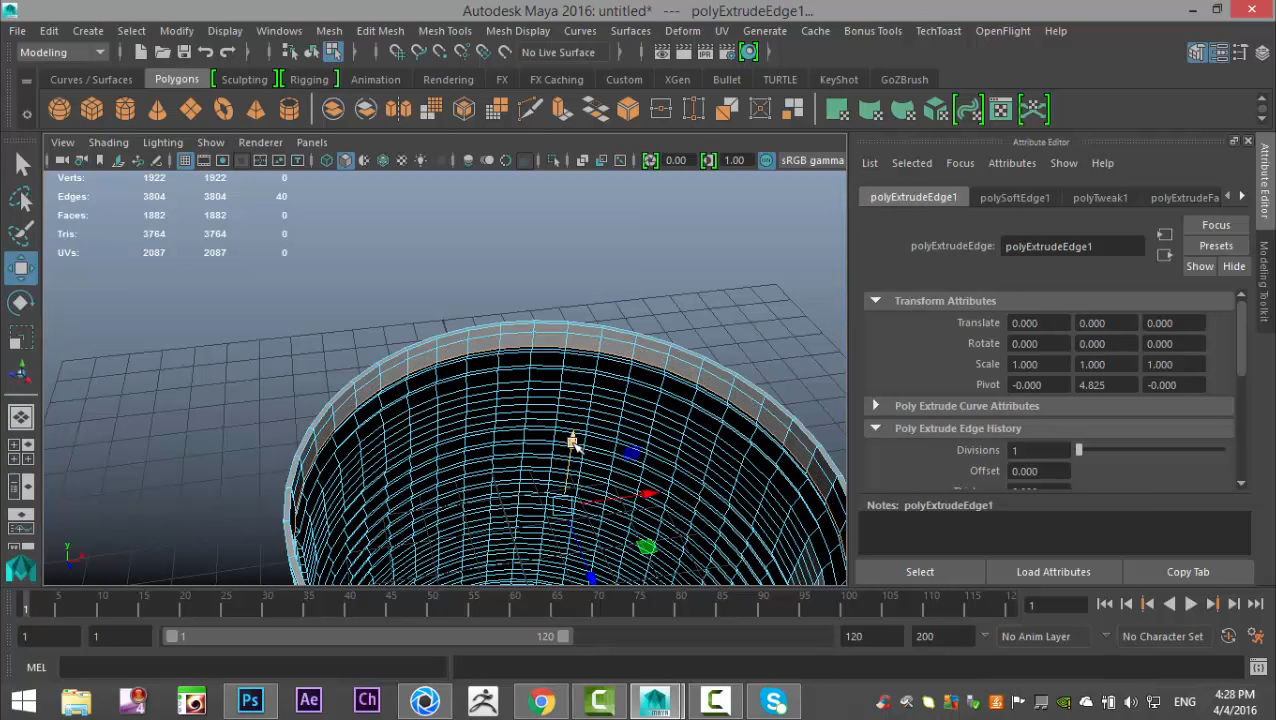 Autodesk Maya 2016: untitled* --- polyExtrudeEdge1...
File Edit Create Select Modify Display Windows Mesh Edit Mesh Mesh Tools Mesh Display Curves Surfaces Deform UV Generate Cache Bonus Tools TechToast OpenFlight Help
Modeling No Live Surface
Curves / Surfaces Polygons Sculpting Rigging Animation Rendering FX FX Caching Custom XGen Bullet TURTLE KeyShot GoZBrush
View Shading Lighting Show Renderer Panels
0.00 1.00 sRGB gamma
Verts: 1922 1922 0
Edges: 3804 3804 40
Faces: 1882 1882 0
Tris: 3764 3764 0
UVs: 2087 2087 0
Attribute Editor
List Selected Focus Attributes Show Help
polyExtrudeEdge1 polySoftEdge1 polyTweak1 polyExtrudeFa
Focus
polyExtrudeEdge: polyExtrudeEdge1 Presets
Show Hide
Transform Attributes
Translate 0.000 0.000 0.000
Rotate 0.000 0.000 0.000
Scale 1.000 1.000 1.000
Pivot -0.000 4.825 -0.000
Poly Extrude Curve Attributes
Poly Extrude Edge History
Divisions 1
Offset 0.000
Notes: polyExtrudeEdge1
Select Load Attributes Copy Tab
Attribute Editor
Modeling Toolkit
y
1 5 10 15 20 25 30 35 40 45 50 55 60 65 70 75 80 85 90 95 100 105 110 115 12 1
1 1 1 120 120 200 No Anim Layer No Character Set
MEL
Ps Ae Ch ENG 4:28 PM
4/4/2016